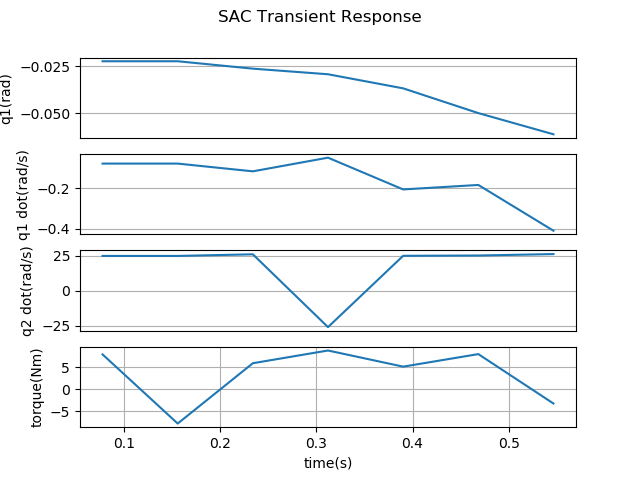 SAC Transient Response
q1(rad)
−0.025
−0.050
q1 dot(rad/s)
−0.2
−0.4
q2 dot(rad/s)
25
0
−25
torque(Nm)
5
0
−5
0.1 0.2 0.3 0.4 0.5
time(s)